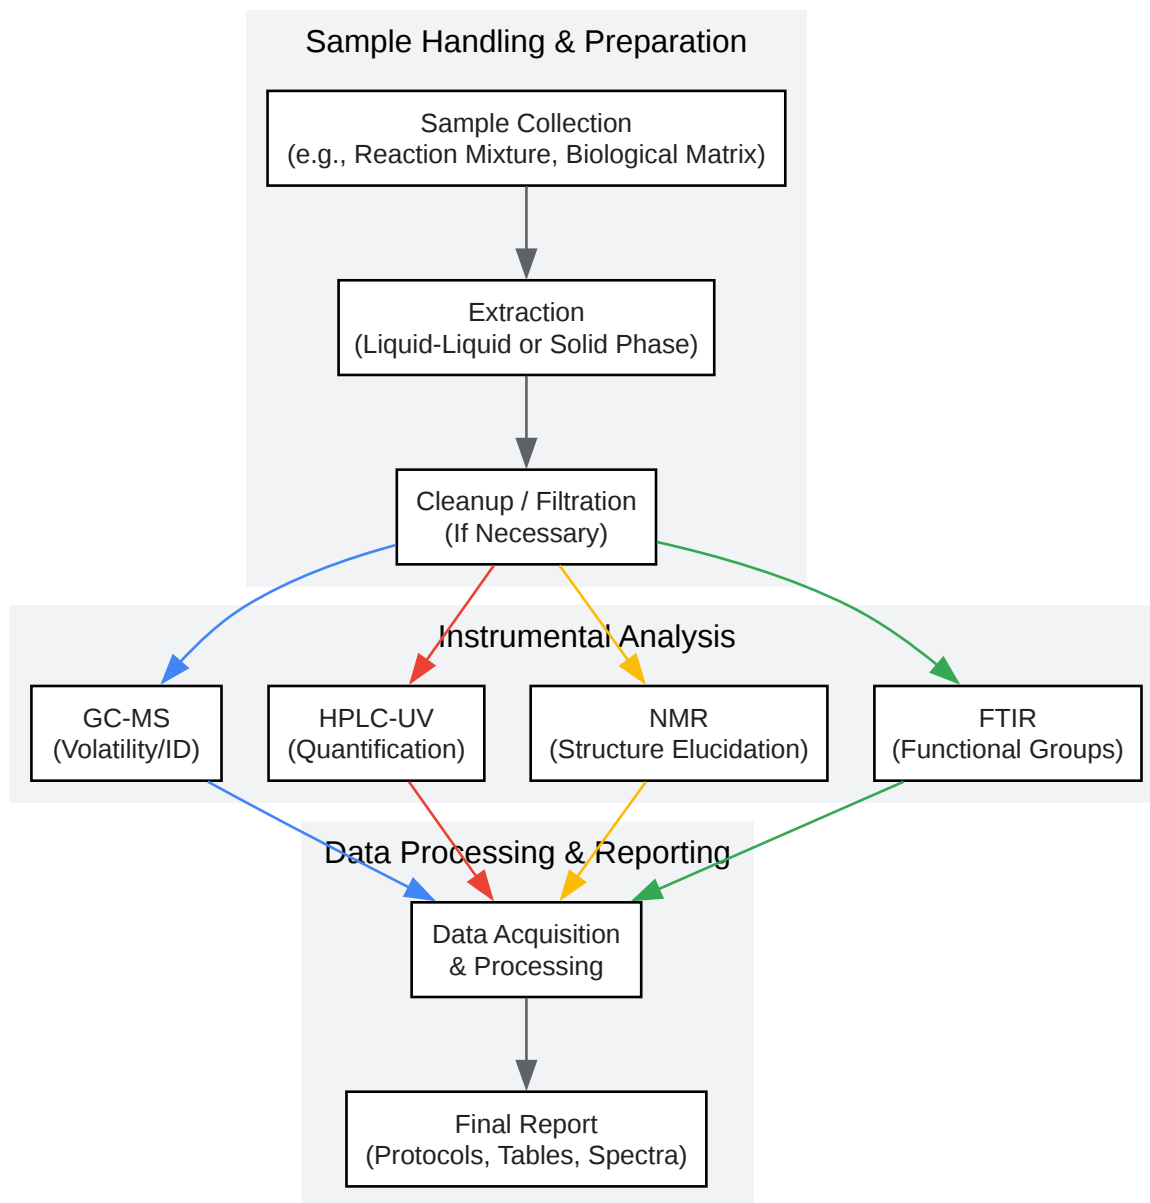 Sample Handling & Preparation
Sample Collection
(e.g., Reaction Mixture, Biological Matrix)
Extraction
(Liquid-Liquid or Solid Phase)
Cleanup / Filtration
(If Necessary)
Instrumental Analysis
GC-MS
(Volatility/ID)
HPLC-UV
(Quantification)
NMR
(Structure Elucidation)
FTIR
(Functional Groups)
Data Processing & Reporting
Data Acquisition
& Processing
Final Report
(Protocols, Tables, Spectra)